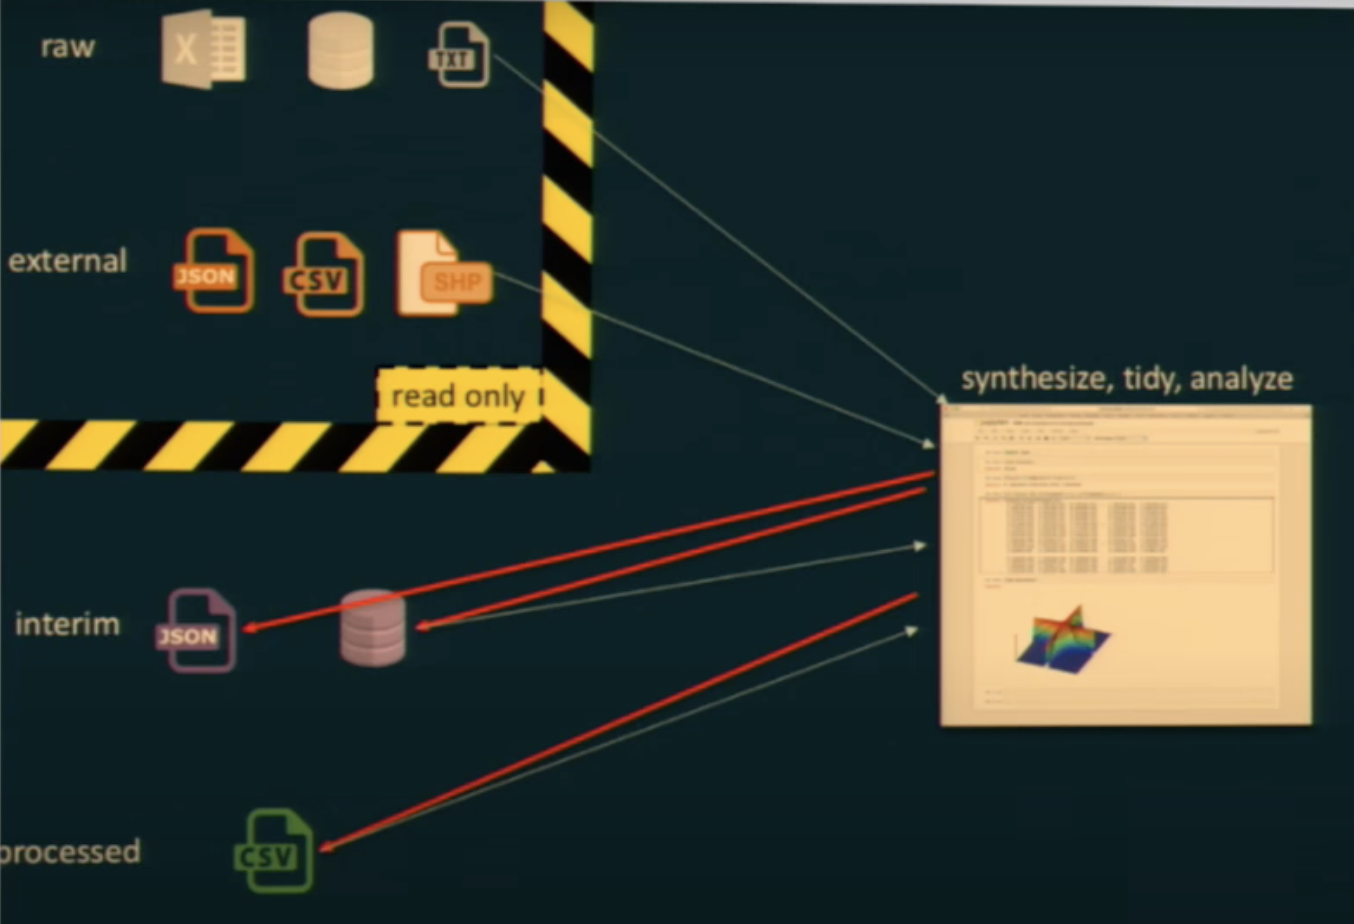 raw
X
TXT
external
JSON
CSV
SHP
read only
synthesize, tidy, analyze
interim
JSON
processed
CSV